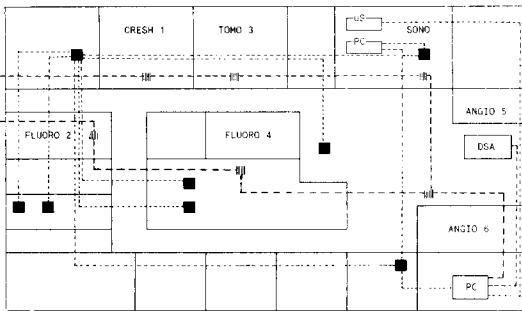 uS
CRESH 1 TOMO 3 SONO
PC
ANGIO 5
FLUORO 2 FLUORO 4
DSA
ANGIO 6
PC